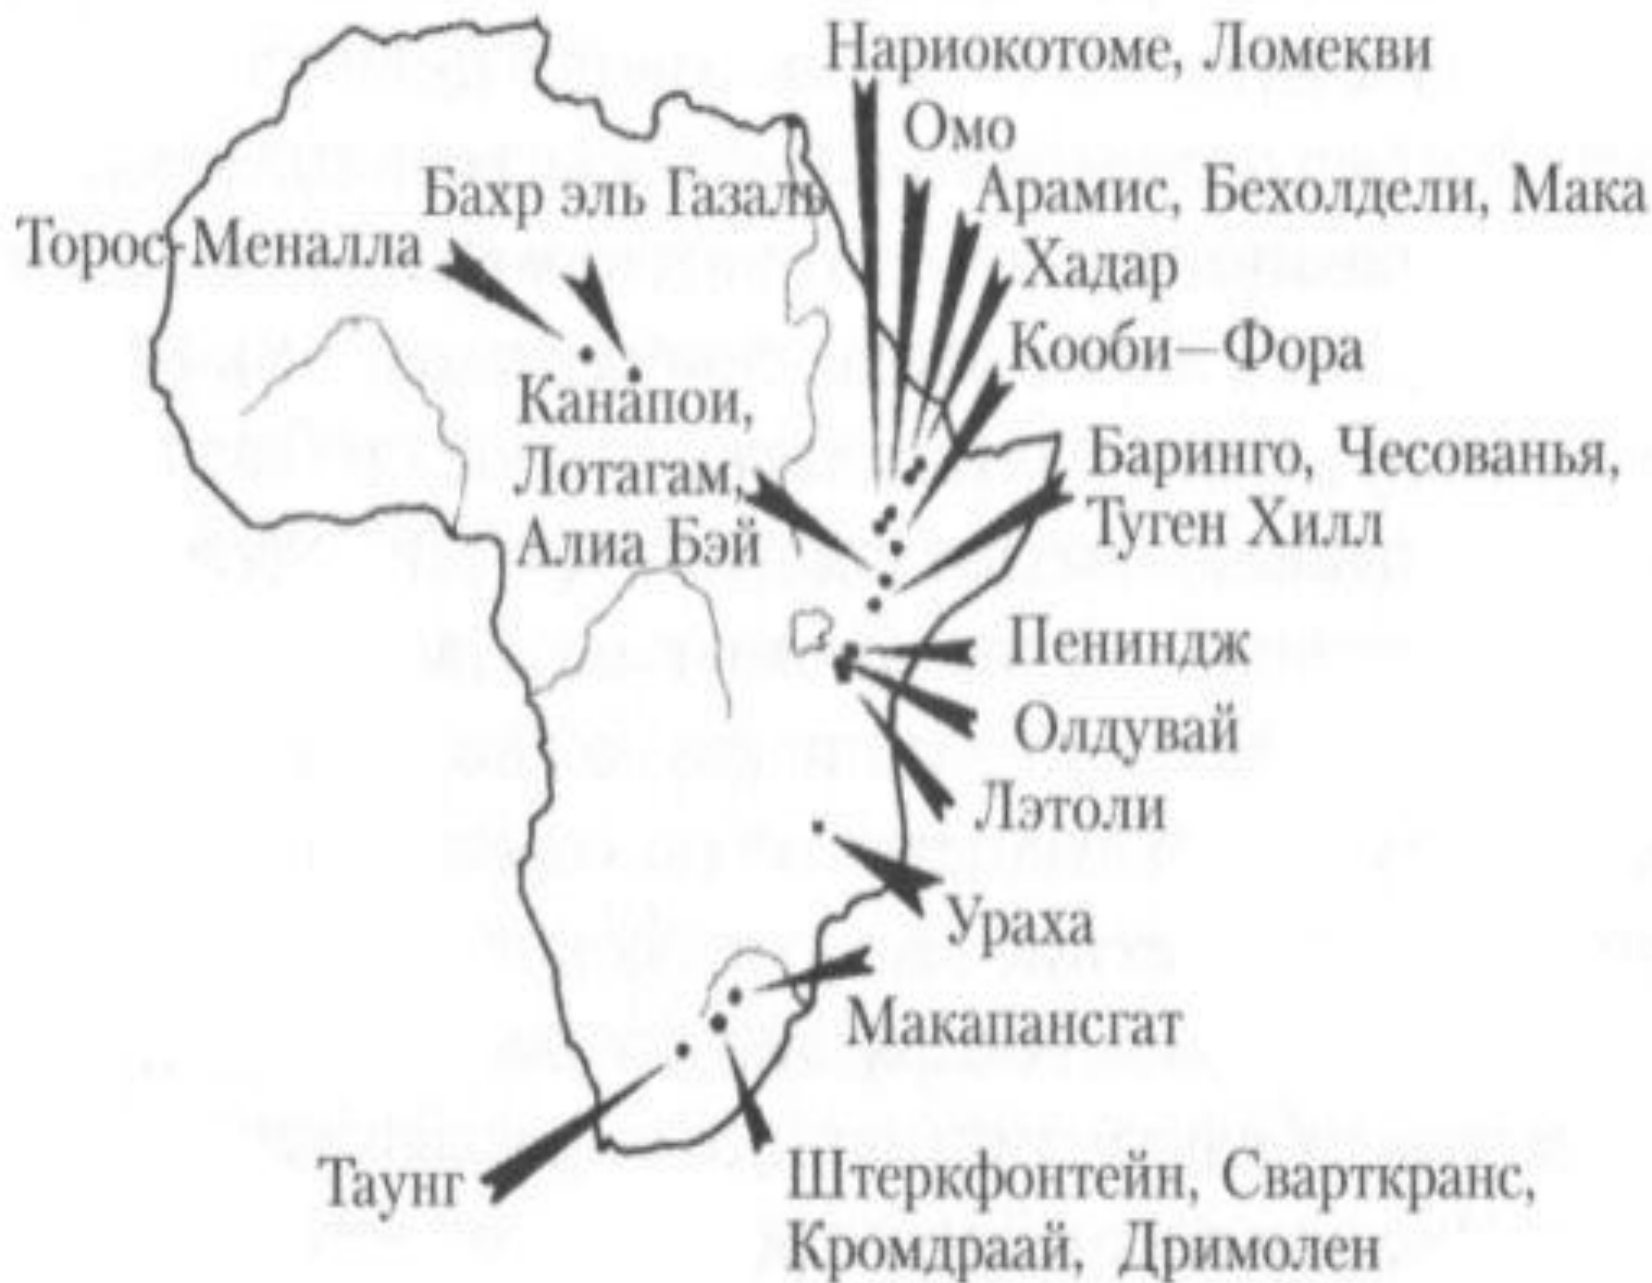 Нариокотоме, Ломекви
Омо
Арамис, Бехолдели, Мака
Бахр эль Газаль
Торос-Меналла
Хадар
Кооби—Фора
Канапои,
Лотагам,
Алиа Бэй
Баринго, Чесованья,
Туген Хилл
Пениндж
Олдувай
Лэтоли
Ураха
Макапансгат
Таунг
Штеркфонтейн, Сварткранс,
Кромдраай, Дримолен